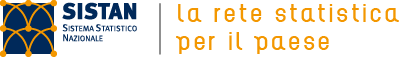 SISTAN
SISTEMA STATISTICO
NAZIONALE
la rete statistica
per il paese